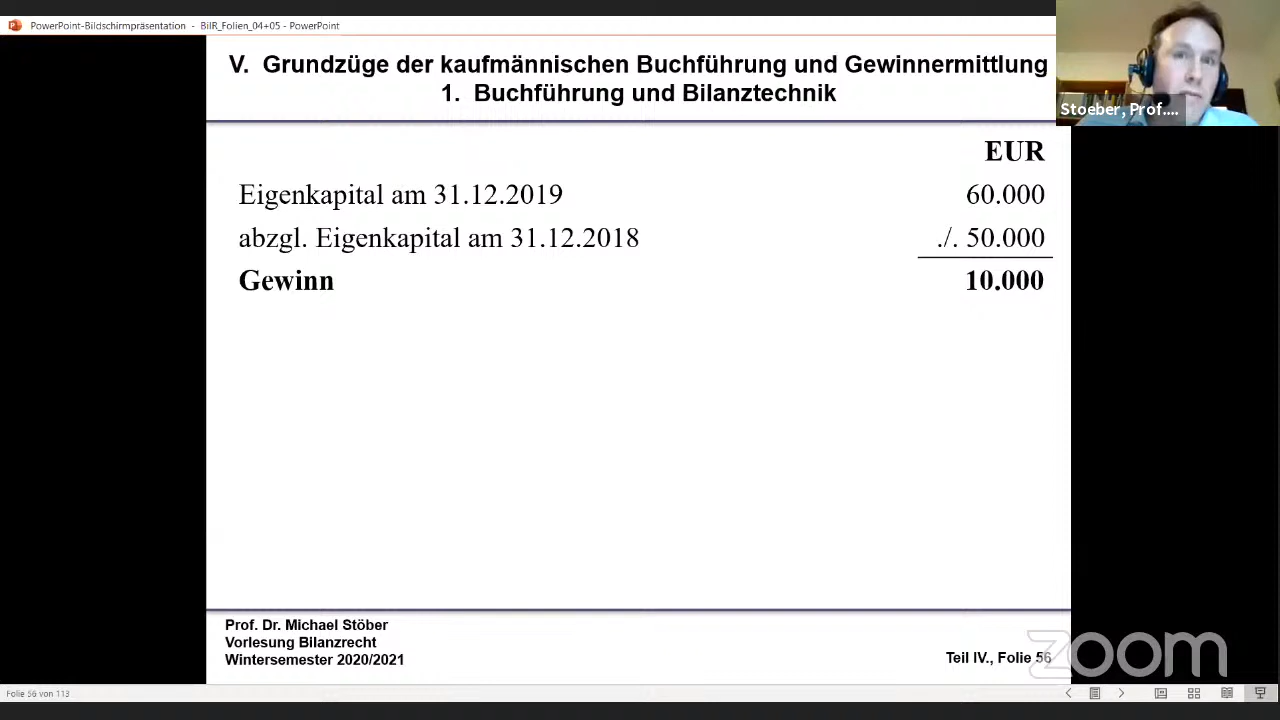 PowerPoint-Bildschirmpräsentation - BilR_Folien_04+05 - PowerPoint
V. Grundzüge der kaufmännischen Buchführung und Gewinnermittlung
1. Buchführung und Bilanztechnik
Stoeber, Prof....
EUR
Eigenkapital am 31.12.2019 60.000
abzgl. Eigenkapital am 31.12.2018 ./. 50.000
Gewinn 10.000
Prof. Dr. Michael Stöber
Vorlesung Bilanzrecht
Wintersemester 2020/2021
Teil IV., Folie 56
zoom
Folie 56 von 113